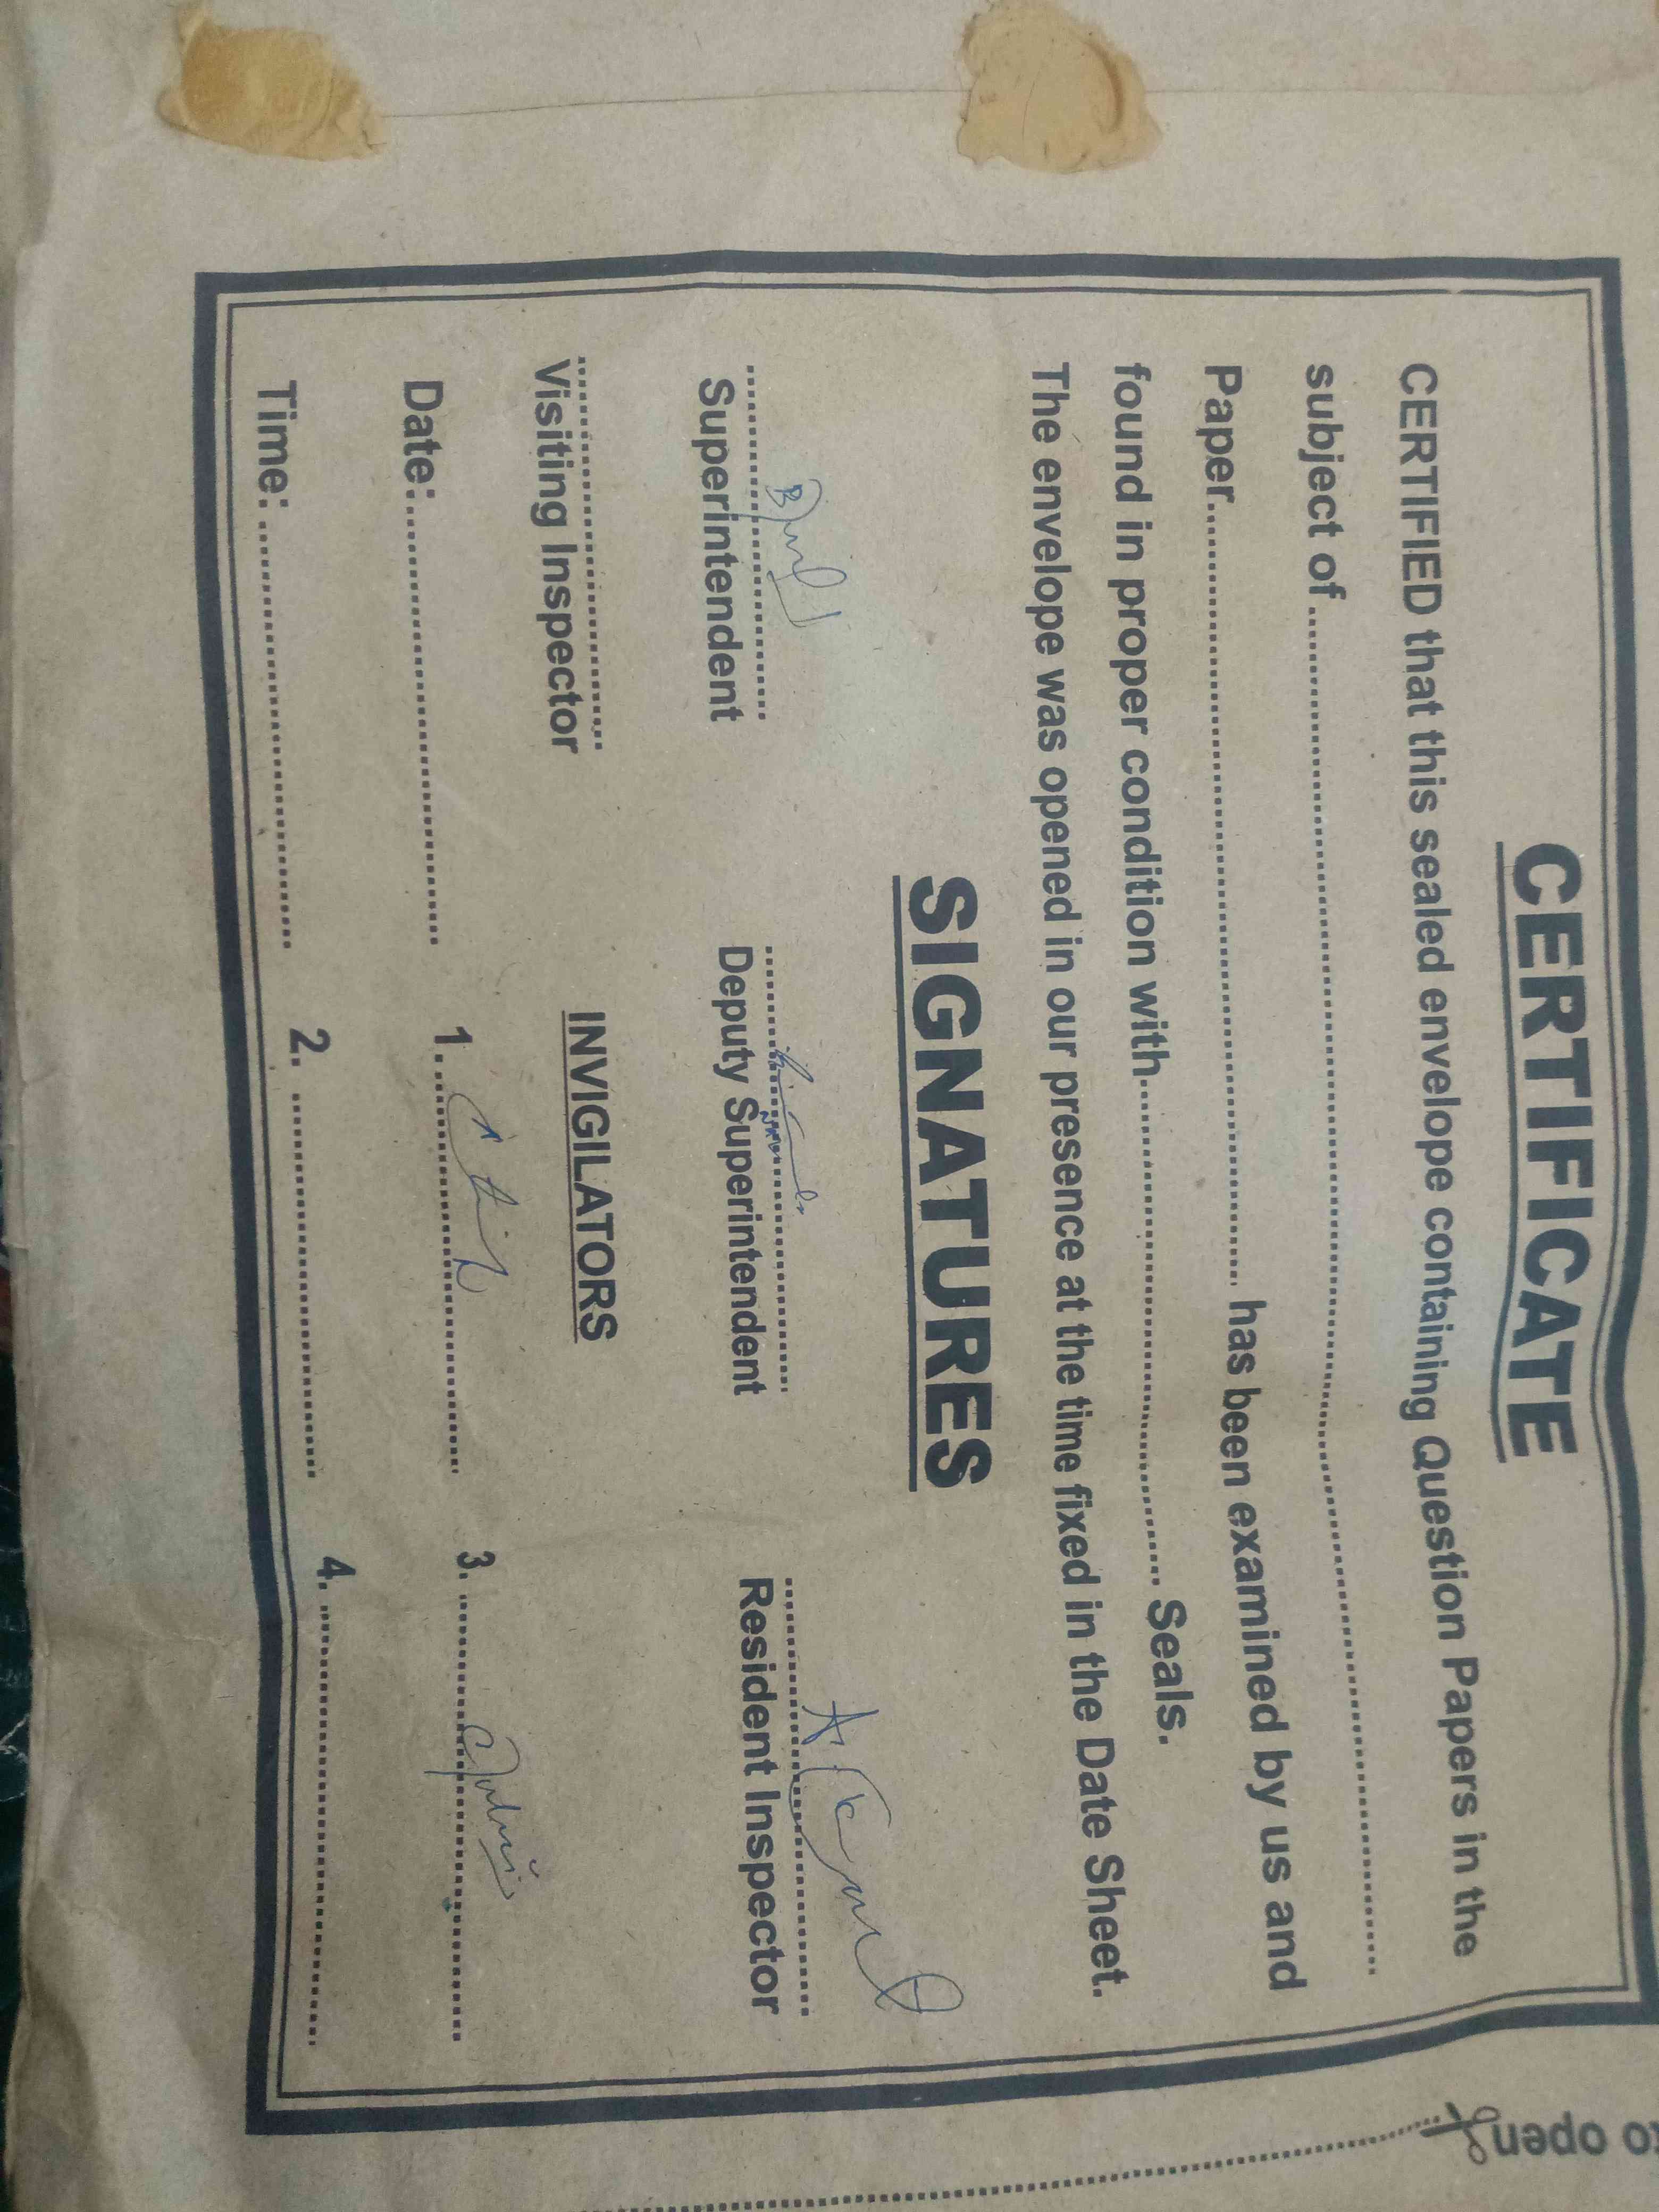 CERTIFICATE
CERTIFIED that this sealed envelope containing Question Papers in the
subject of................................................................
Paper........................................ has been examined by us and
found in proper condition with........................................ Seals.
The envelope was opened in our presence at the time fixed in the Date Sheet.
SIGNATURES
Superintendent
Deputy Superintendent
Resident Inspector
Visiting Inspector
INVIGILATORS
Date:........................................
1.
3.
Time: ........................................
2. ........................................
4. ........................................
to open